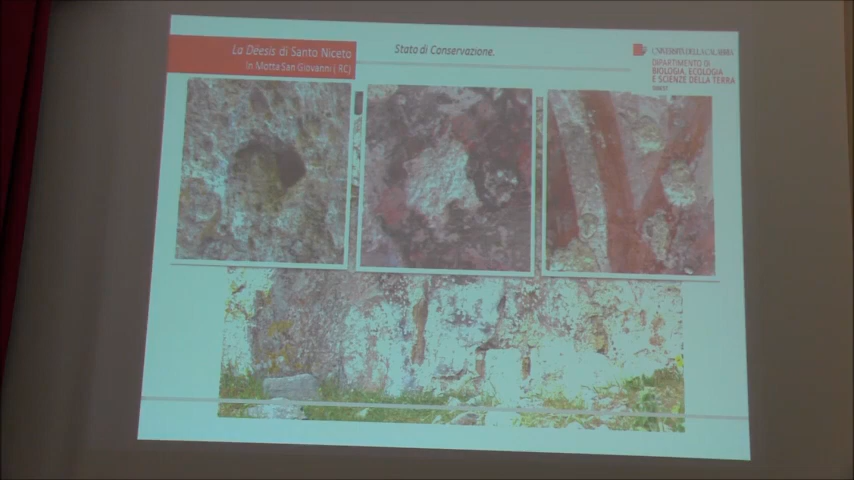 La Déesis di Santo Niceto
In Motta San Giovanni ( RC)
Stato di Conservazione.
UNIVERSITÀ DELLA CALABRIA
DIPARTIMENTO DI
BIOLOGIA, ECOLOGIA
E SCIENZE DELLA TERRA